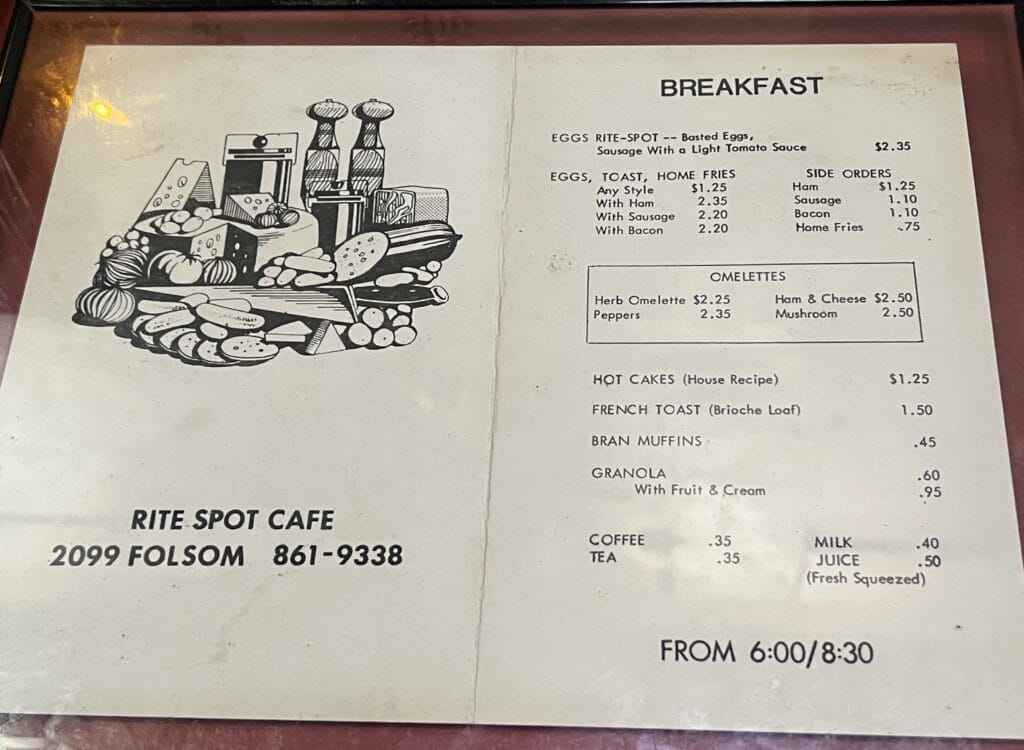 RITE SPOT CAFE
2099 FOLSOM 861-9338
BREAKFAST
EGGS RITE-SPOT -- Basted Eggs,
Sausage With a Light Tomato Sauce $2.35
EGGS, TOAST, HOME FRIES
Any Style $1.25
With Ham 2.35
With Sausage 2.20
With Bacon 2.20
SIDE ORDERS
Ham $1.25
Sausage 1.10
Bacon 1.10
Home Fries .75
OMELETTES
Herb Omelette $2.25 Ham & Cheese $2.50
Peppers 2.35 Mushroom 2.50
HOT CAKES (House Recipe) $1.25
FRENCH TOAST (Brioche Loaf) 1.50
BRAN MUFFINS .45
GRANOLA .60
With Fruit & Cream .95
COFFEE .35 MILK .40
TEA .35 JUICE .50
(Fresh Squeezed)
FROM 6:00/8:30